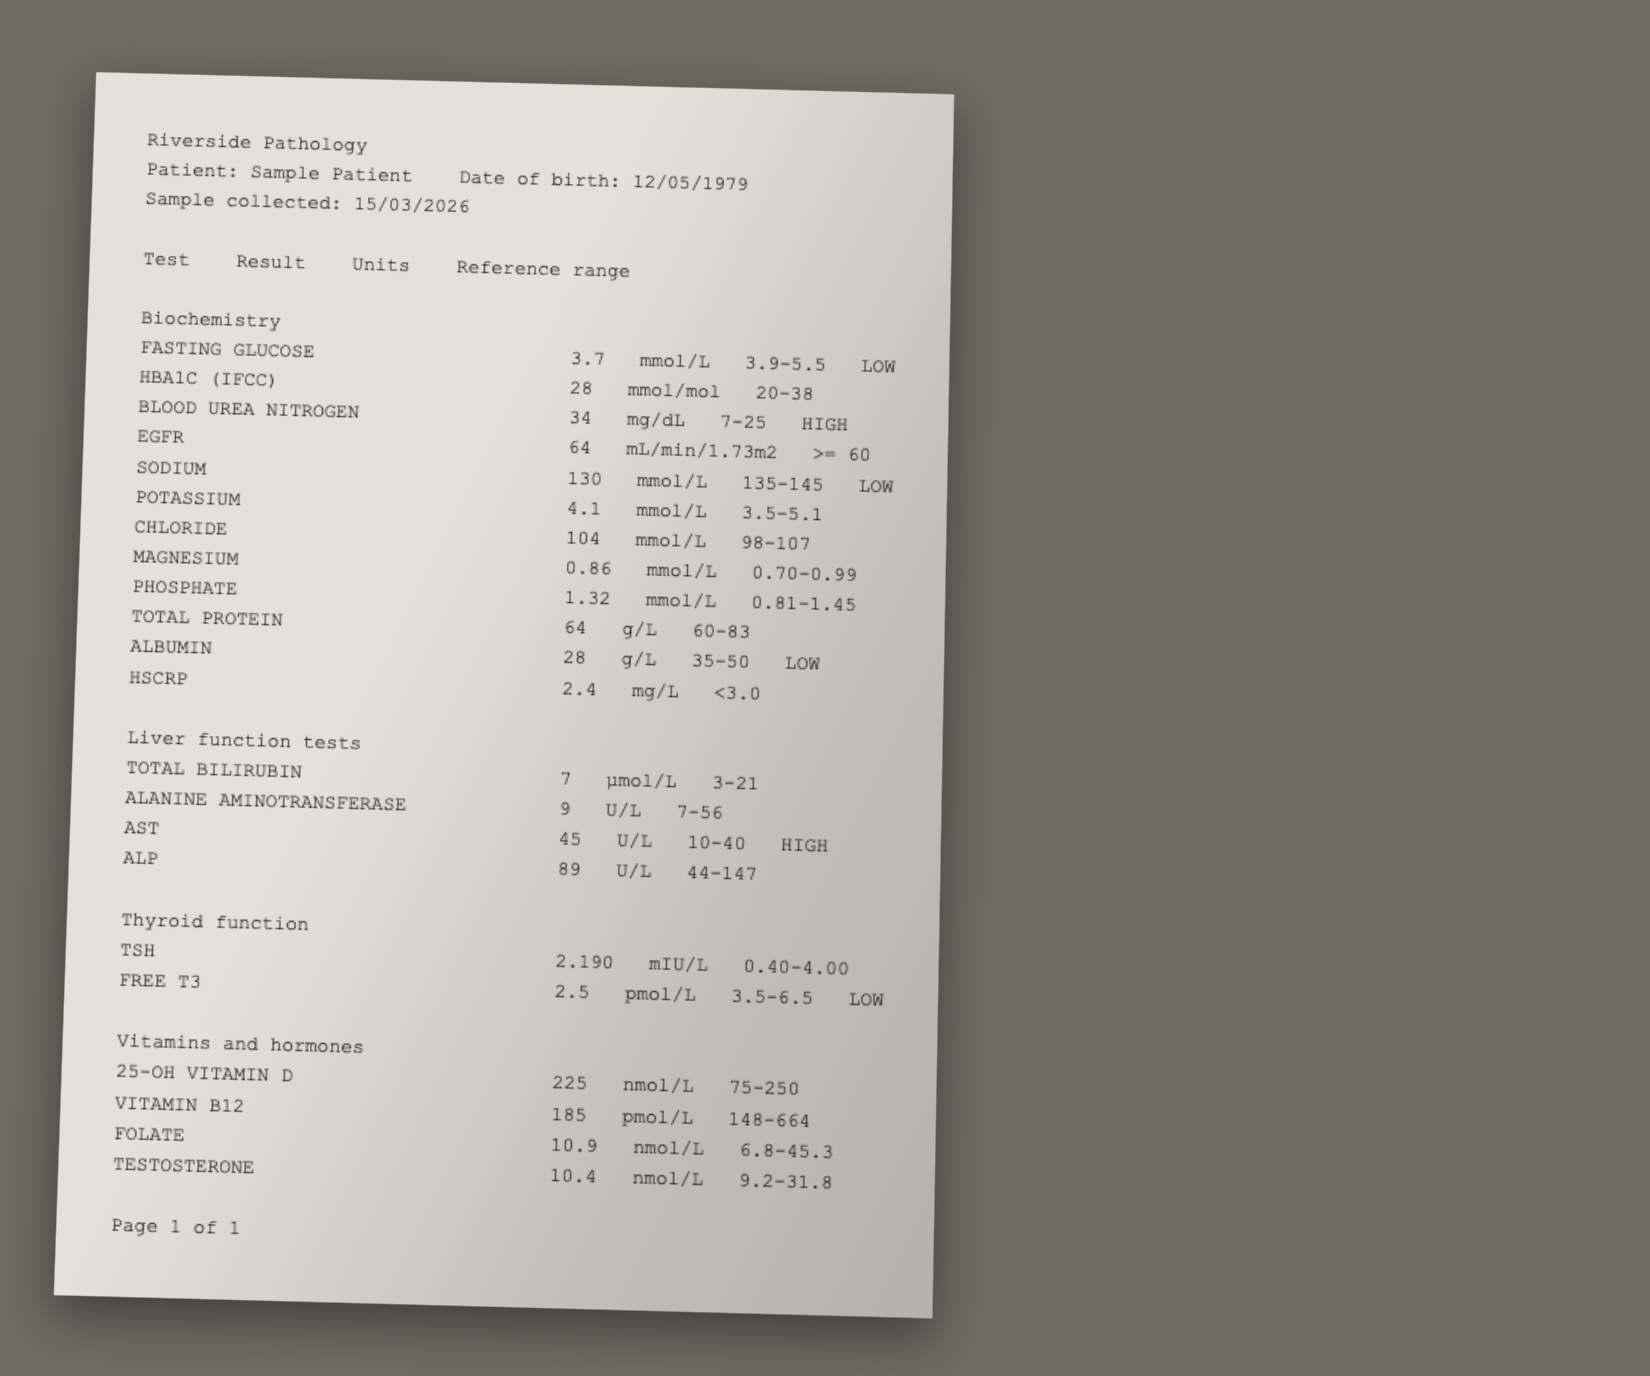 Riverside Pathology
Patient: Sample Patient    Date of birth: 12/05/1979
Sample collected: 15/03/2026
Test    Result    Units    Reference range
Biochemistry
FASTING GLUCOSE    3.7    mmol/L    3.9-5.5    LOW
HBA1C (IFCC)    28    mmol/mol    20-38
BLOOD UREA NITROGEN    34    mg/dL    7-25    HIGH
EGFR    64    mL/min/1.73m2    >= 60
SODIUM    130    mmol/L    135-145    LOW
POTASSIUM    4.1    mmol/L    3.5-5.1
CHLORIDE    104    mmol/L    98-107
MAGNESIUM    0.86    mmol/L    0.70-0.99
PHOSPHATE    1.32    mmol/L    0.81-1.45
TOTAL PROTEIN    64    g/L    60-83
ALBUMIN    28    g/L    35-50    LOW
HSCRP    2.4    mg/L    <3.0
Liver function tests
TOTAL BILIRUBIN    7    µmol/L    3-21
ALANINE AMINOTRANSFERASE    9    U/L    7-56
AST    45    U/L    10-40    HIGH
ALP    89    U/L    44-147
Thyroid function
TSH    2.190    mIU/L    0.40-4.00
FREE T3    2.5    pmol/L    3.5-6.5    LOW
Vitamins and hormones
25-OH VITAMIN D    225    nmol/L    75-250
VITAMIN B12    185    pmol/L    148-664
FOLATE    10.9    nmol/L    6.8-45.3
TESTOSTERONE    10.4    nmol/L    9.2-31.8
Page 1 of 1